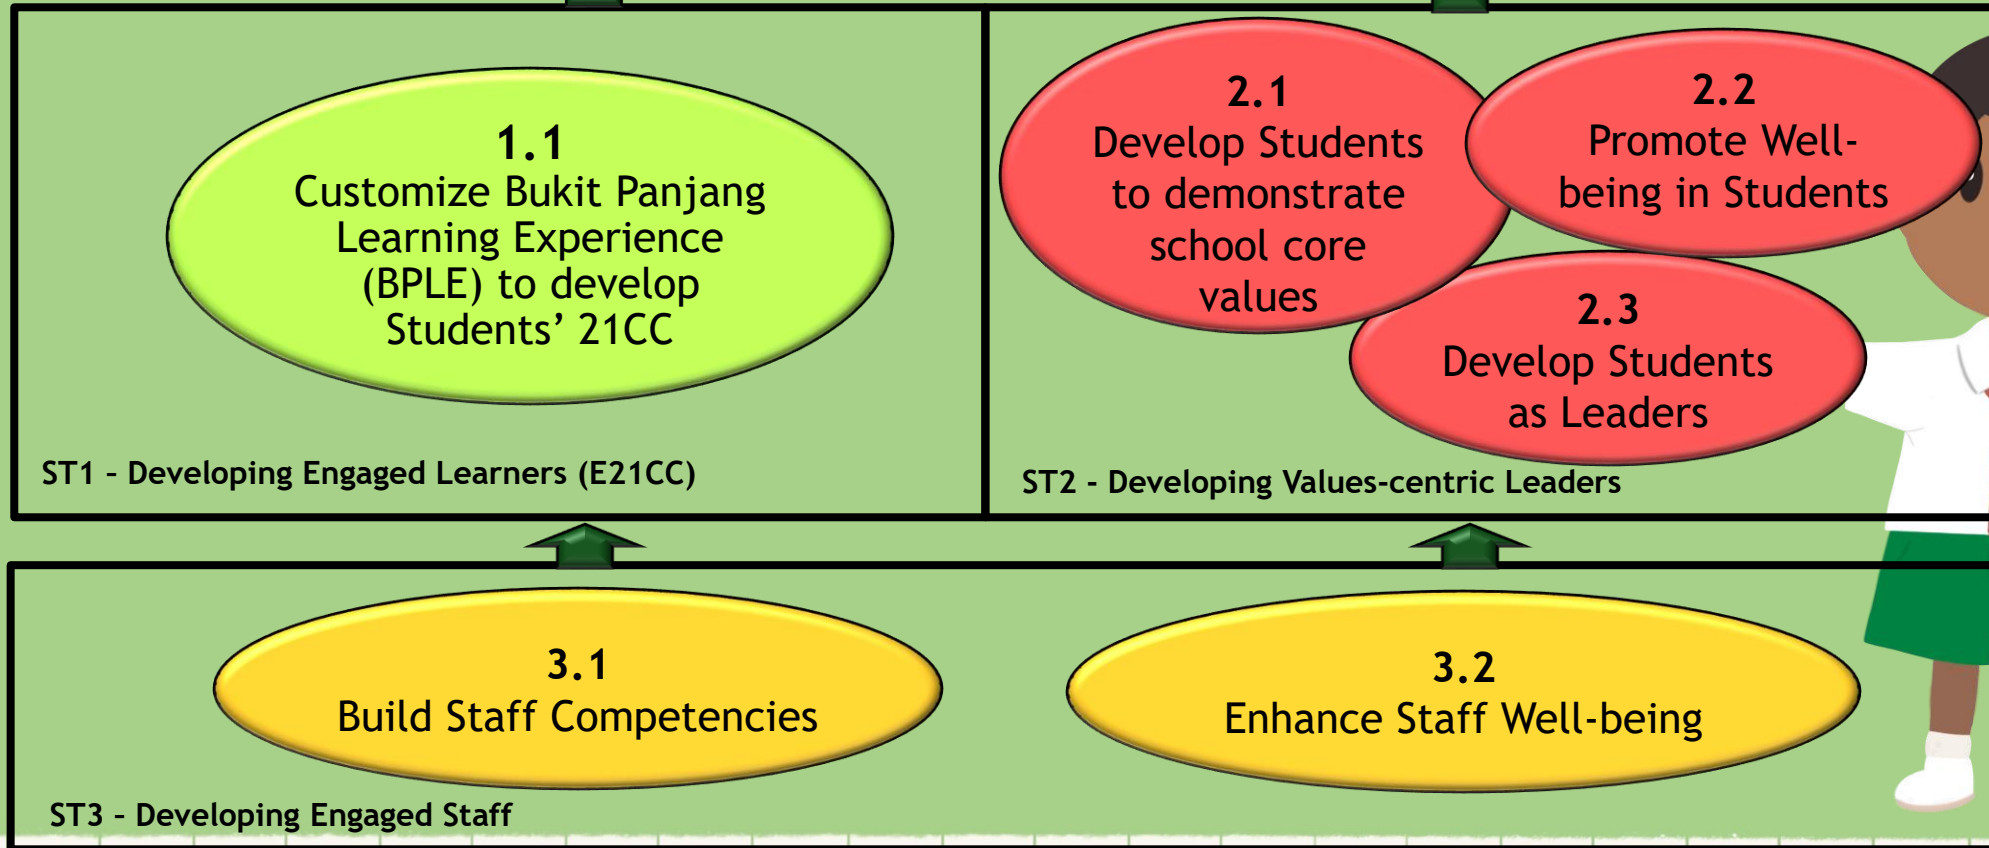 1.1
Customize Bukit Panjang
Learning Experience
(BPLE) to develop
Students’ 21CC
ST1 – Developing Engaged Learners (E21CC)
2.1
Develop Students
to demonstrate
school core
values
2.2
Promote Well-
being in Students
2.3
Develop Students
as Leaders
ST2 - Developing Values-centric Leaders
3.1
Build Staff Competencies
3.2
Enhance Staff Well-being
ST3 – Developing Engaged Staff